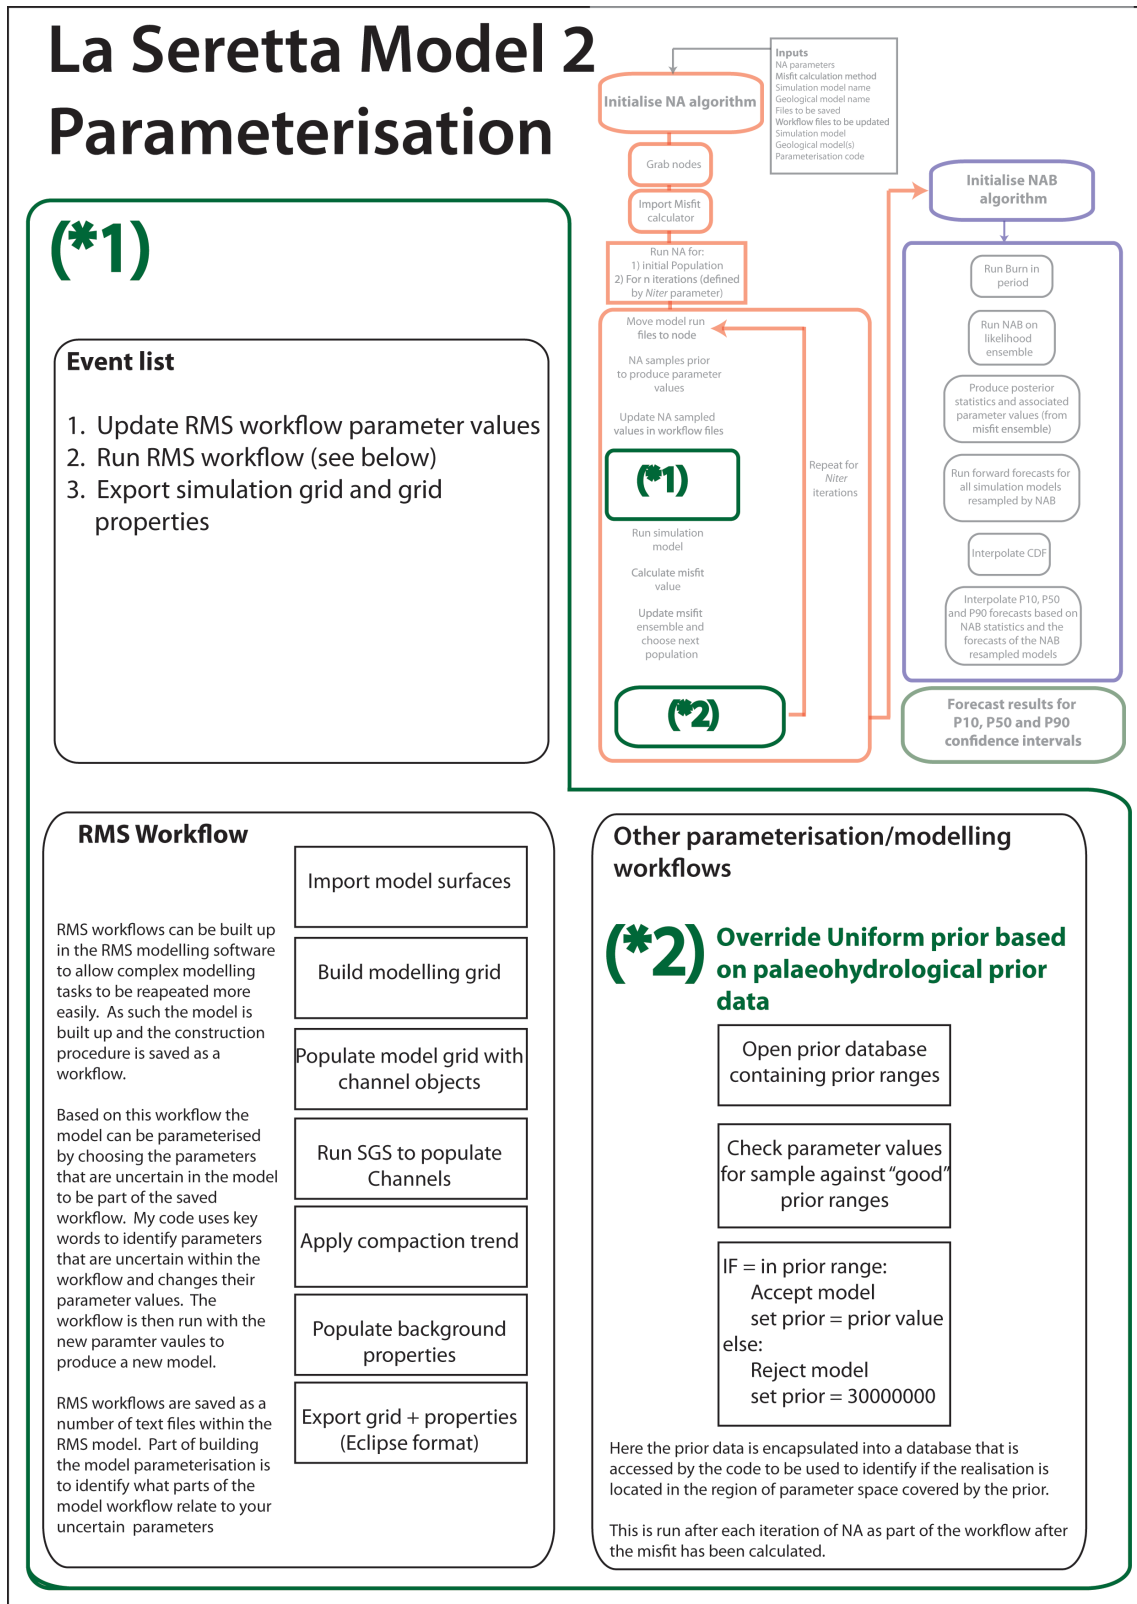 La Seretta Model 2
Parameterisation
Inputs
NA parameters
Misfit calculation method
Simulation model name
Geological model name
Files to be saved
Workflow files to be updated
Simulation model
Geological model(s)
Parameterisation code
Initialise NA algorithm
Grab nodes
Import Misfit
calculator
Run NA for:
1) initial Population
2) For n iterations (defined
by Niter parameter)
Move model run
files to node
NA samples prior
to produce parameter
values
Update NA sampled
values in workflow files
(*1)
Run simulation
model
Calculate misfit
value
Update msifit
ensemble and
choose next
population
(*2)
Repeat for
Niter
iterations
Initialise NAB
algorithm
Run Burn in
period
Run NAB on
likelihood
ensemble
Produce posterior
statistics and associated
parameter values (from
misfit ensemble)
Run forward forecasts for
all simulation models
resampled by NAB
Interpolate CDF
Interpolate P10, P50
and P90 forecasts based on
NAB statistics and the
forecasts of the NAB
resampled models
Forecast results for
P10, P50 and P90
confidence intervals
(*1)
Event list
1. Update RMS workflow parameter values
2. Run RMS workflow (see below)
3. Export simulation grid and grid
properties
RMS Workflow
RMS workflows can be built up
in the RMS modelling software
to allow complex modelling
tasks to be reapeated more
easily. As such the model is
built up and the construction
procedure is saved as a
workflow.
Based on this workflow the
model can be parameterised
by choosing the parameters
that are uncertain in the model
to be part of the saved
workflow. My code uses key
words to identify parameters
that are uncertain within the
workflow and changes their
parameter values. The
workflow is then run with the
new paramter vaules to
produce a new model.
RMS workflows are saved as a
number of text files within the
RMS model. Part of building
the model parameterisation is
to identify what parts of the
model workflow relate to your
uncertain parameters
Import model surfaces
Build modelling grid
Populate model grid with
channel objects
Run SGS to populate
Channels
Apply compaction trend
Populate background
properties
Export grid + properties
(Eclipse format)
Other parameterisation/modelling
workflows
(*2) Override Uniform prior based
on palaeohydrological prior
data
Open prior database
containing prior ranges
Check parameter values
for sample against “good”
prior ranges
IF = in prior range:
Accept model
set prior = prior value
else:
Reject model
set prior = 30000000
Here the prior data is encapsulated into a database that is
accessed by the code to be used to identify if the realisation is
located in the region of parameter space covered by the prior.
This is run after each iteration of NA as part of the workflow after
the misfit has been calculated.